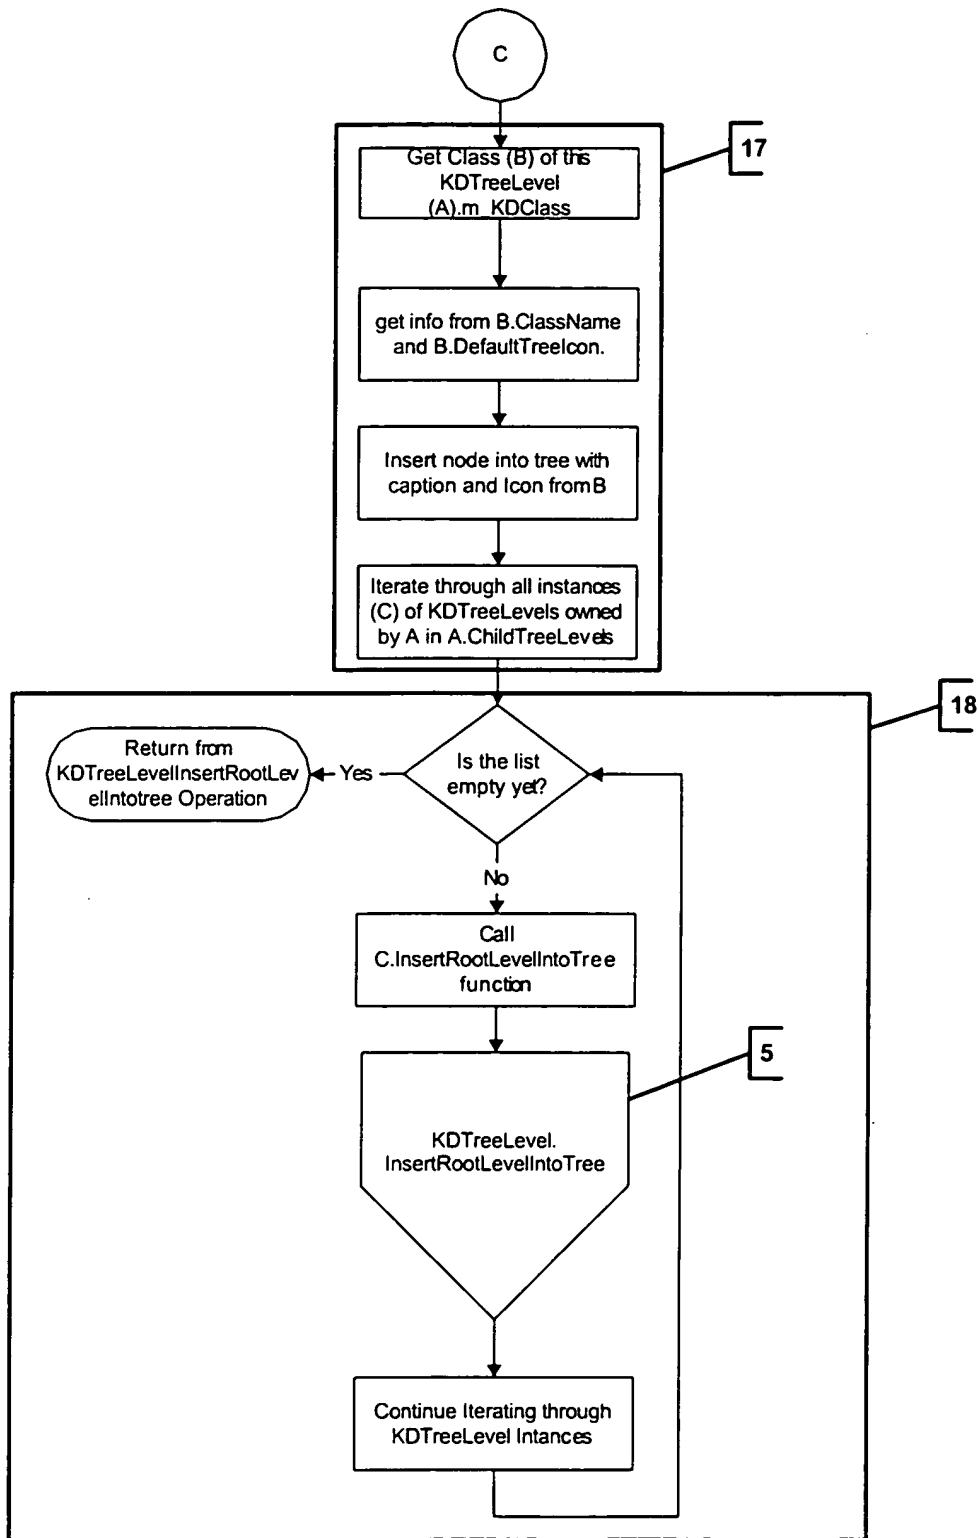 C
17
Get Class (B) of this
KDTreeLevel
(A).m_KDClass
get info from B.ClassName
and B.DefaultTreeIcon.
Insert node into tree with
caption and Icon from B
Iterate through all instances
(C) of KDTreeLevels owned
by A in A.ChildTreeLevels
18
Return from
KDTreeLevelInsertRootLev
elIntotree Operation
Yes
Is the list
empty yet?
No
Call
C.InsertRootLevelIntoTree
function
5
KDTreeLevel.
InsertRootLevelIntoTree
Continue Iterating through
KDTreeLevel Intances